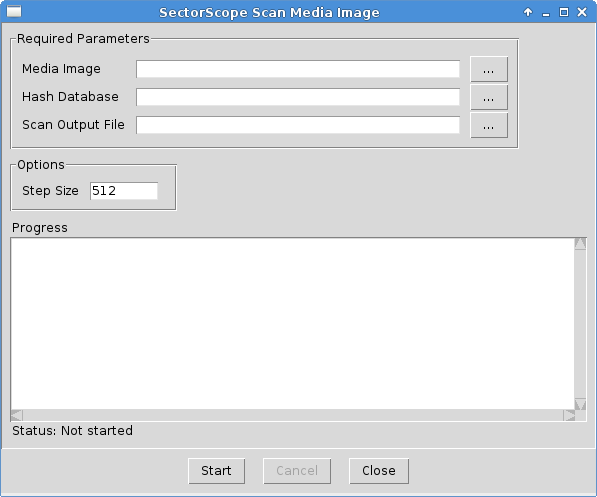 SectorScope Scan Media Image
Required Parameters
Media Image ...
Hash Database ...
Scan Output File ...
Options
Step Size 512
Progress
Status: Not started
Start Cancel Close